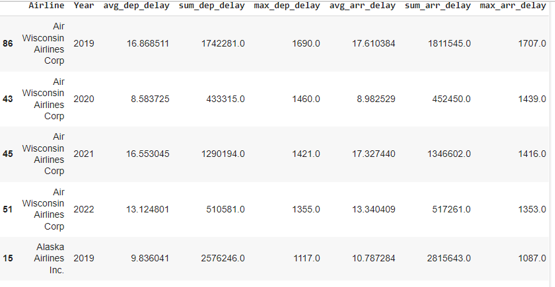 Airline Year avg_dep_delay sum_dep_delay max_dep_delay avg_arr_delay sum_arr_delay max_arr_delay
Air
Wisconsin
86 Airlines 2019 16.868511 1742281.0 1690.0 17.610384 1811545.0 1707.0
Corp
Air
Wisconsin
43 Airlines 2020 8.583725 433315.0 1460.0 8.982529 452450.0 1439.0
Corp
Air
Wisconsin
45 Airlines 2021 16.553045 1290194.0 1421.0 17.327440 1346602.0 1416.0
Corp
Air
Wisconsin
51 Airlines 2022 13.124801 510581.0 1355.0 13.340409 517261.0 1353.0
Corp
Alaska
15 Airlines 2019 9.836041 2576246.0 1117.0 10.787284 2815643.0 1087.0
Inc.